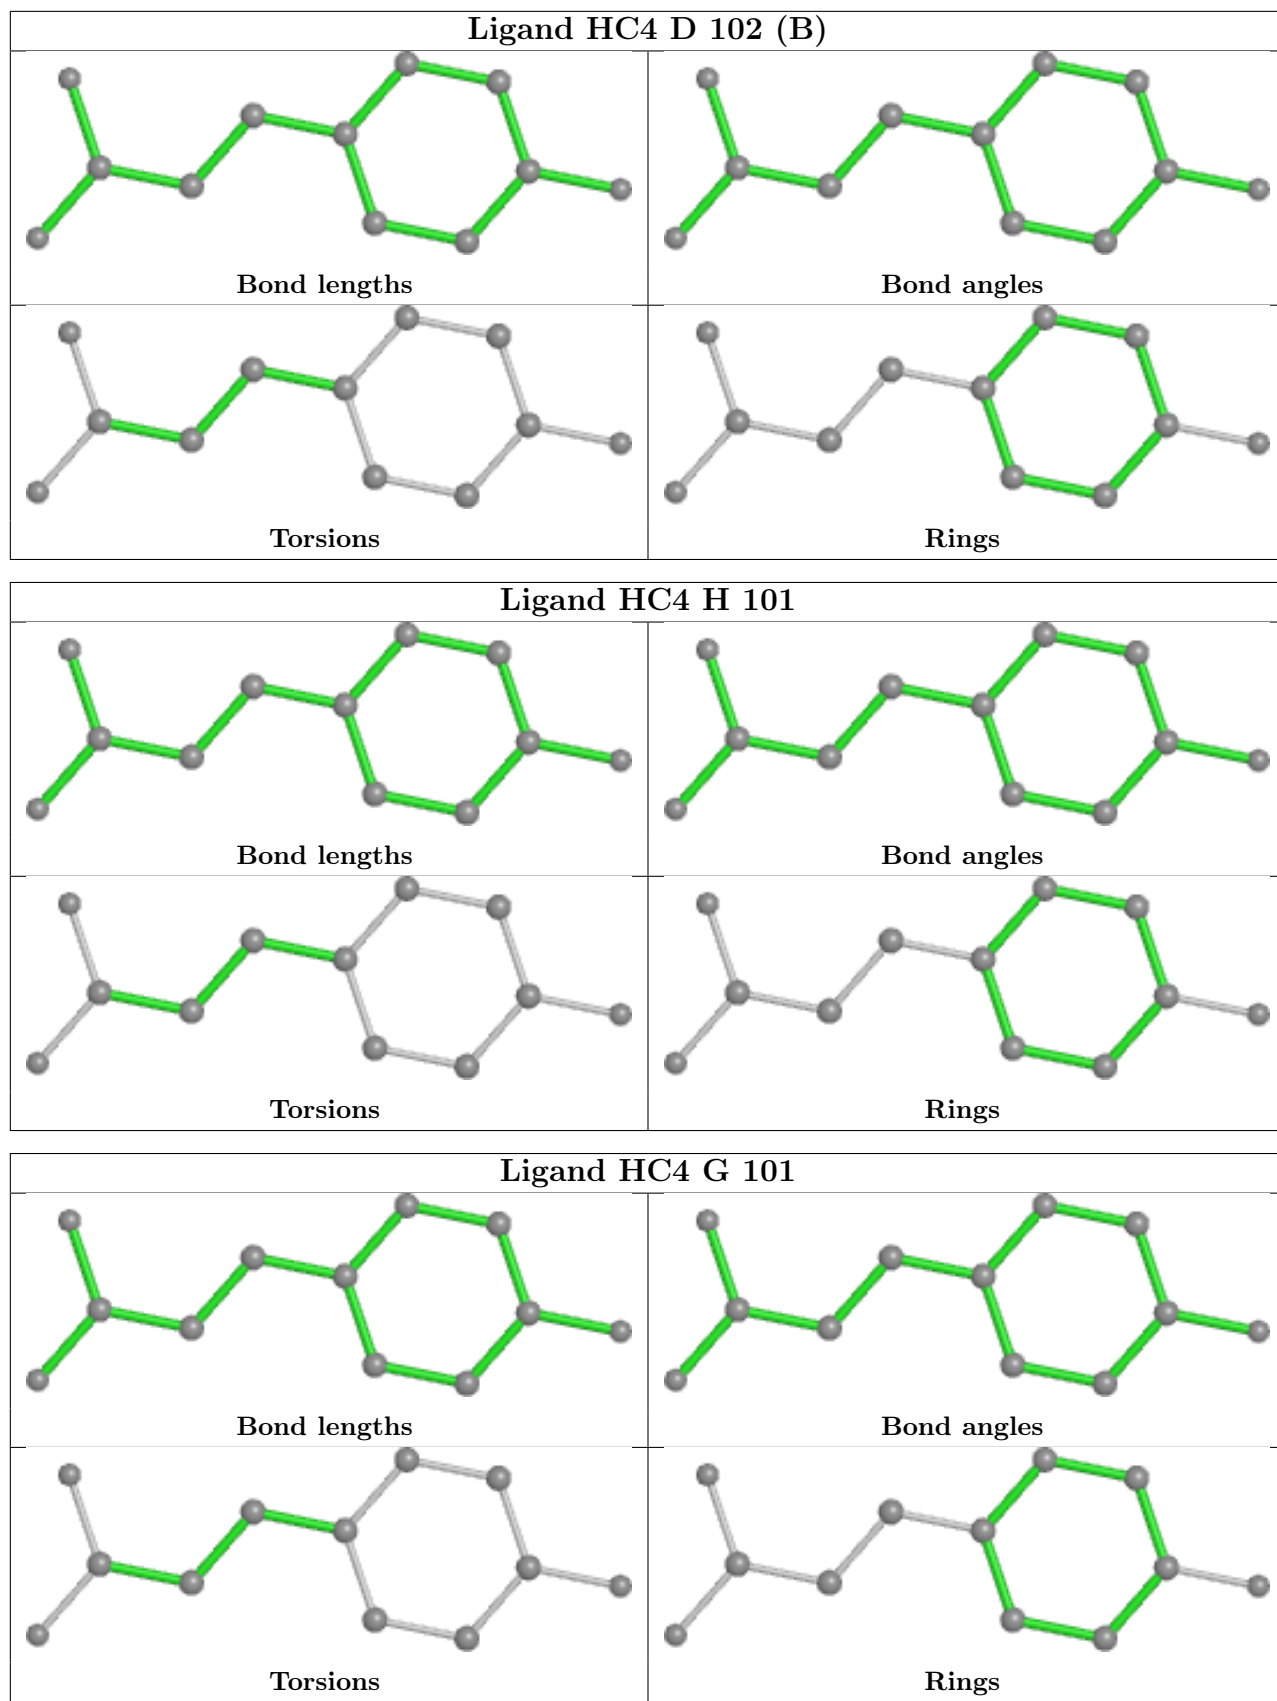 Ligand HC4 D 102 (B)
Bond lengths
Bond angles
Torsions
Rings
Ligand HC4 H 101
Bond lengths
Bond angles
Torsions
Rings
Ligand HC4 G 101
Bond lengths
Bond angles
Torsions
Rings